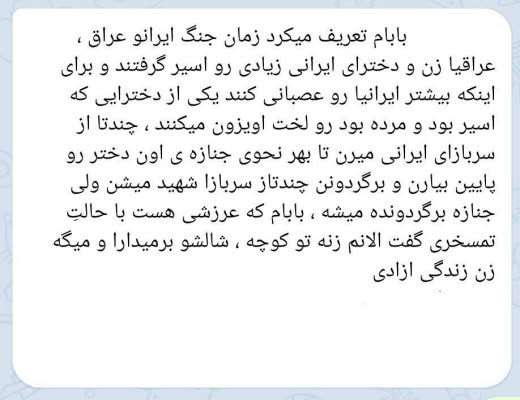 بابام تعریف میکرد زمان جنگ ایرانو عراق ،
عراقیا زن و دخترای ایرانی زیادی رو اسیر گرفتند و برای
اینکه بیشتر ایرانیا رو عصبانی کنند یکی از دخترایی که
اسیر بود و مرده بود رو لخت اویزون میکنند ، چندتا از
سربازای ایرانی میرن تا بهر نحوی جنازه ی اون دختر رو
پایین بیارن و برگردونن چندتاز سربازا شهید میشن ولی
جنازه برگردونده میشه ، بابام که عرزشی هست با حالتِ
تمسخری گفت الانم زنه تو کوچه ، شالشو برمیدارا و میگه
زن زندگی ازادی